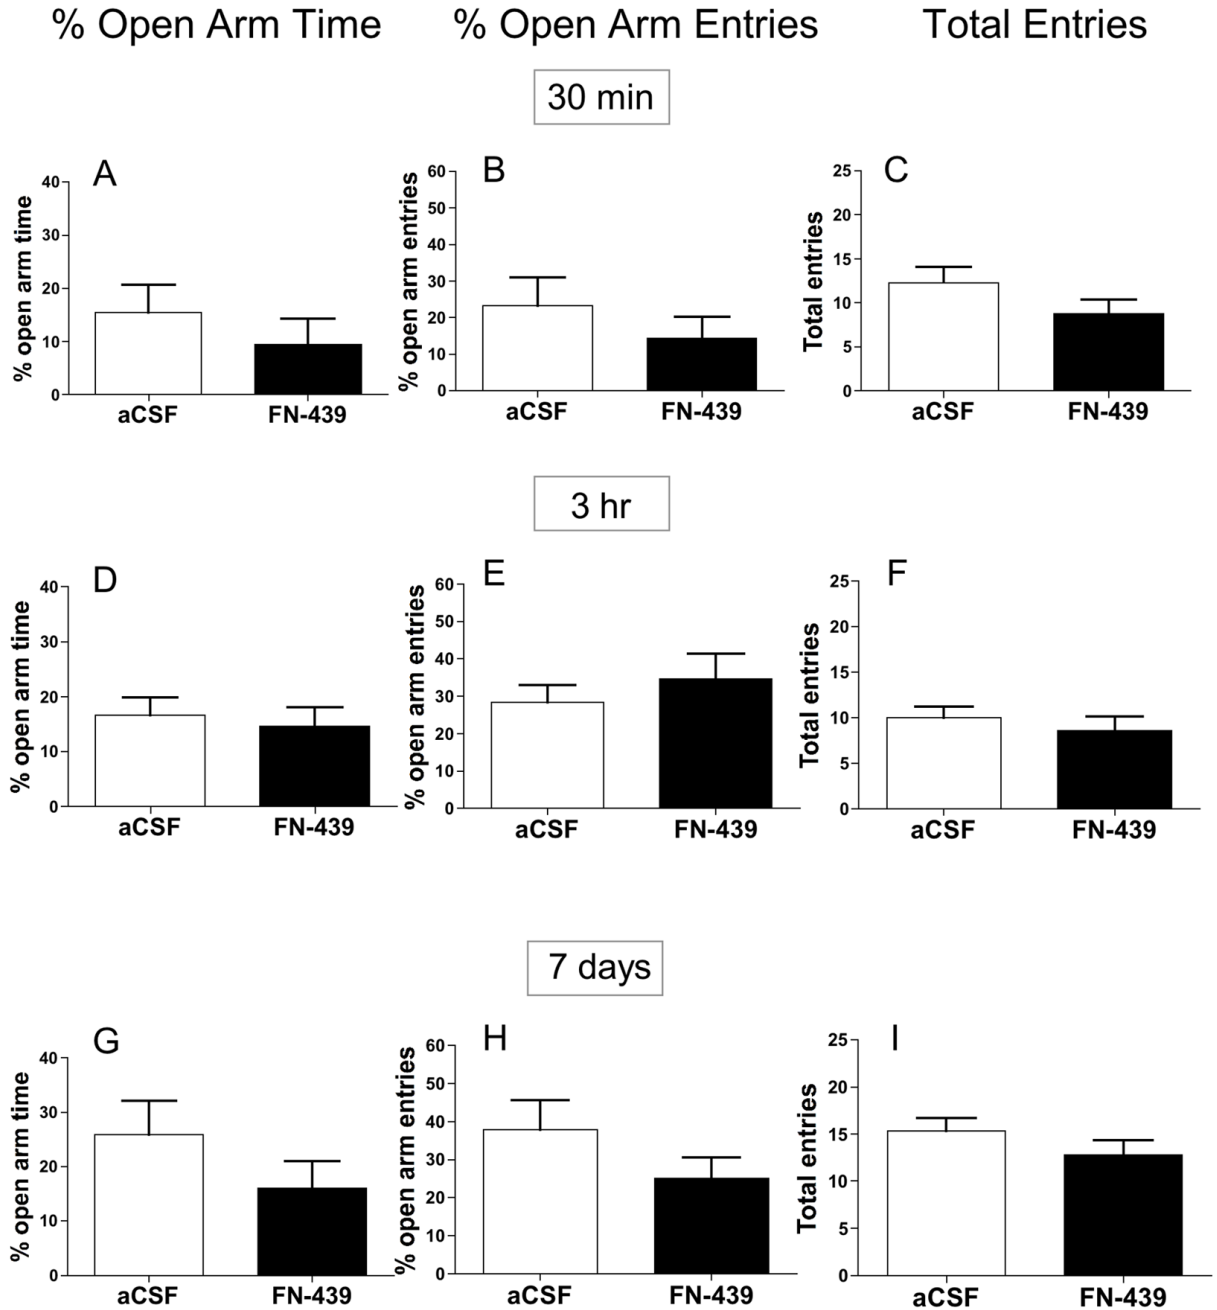 % Open Arm Time % Open Arm Entries Total Entries
30 min
A B C
% open arm time
40
30
20
10
0
aCSF FN-439
% open arm entries
60
50
40
30
20
10
0
aCSF FN-439
Total entries
25
20
15
10
5
0
aCSF FN-439
3 hr
D E F
% open arm time
40
30
20
10
0
aCSF FN-439
% open arm entries
60
50
40
30
20
10
0
aCSF FN-439
Total entries
25
20
15
10
5
0
aCSF FN-439
7 days
G H I
% open arm time
40
30
20
10
0
aCSF FN-439
% open arm entries
60
50
40
30
20
10
0
aCSF FN-439
Total entries
25
20
15
10
5
0
aCSF FN-439